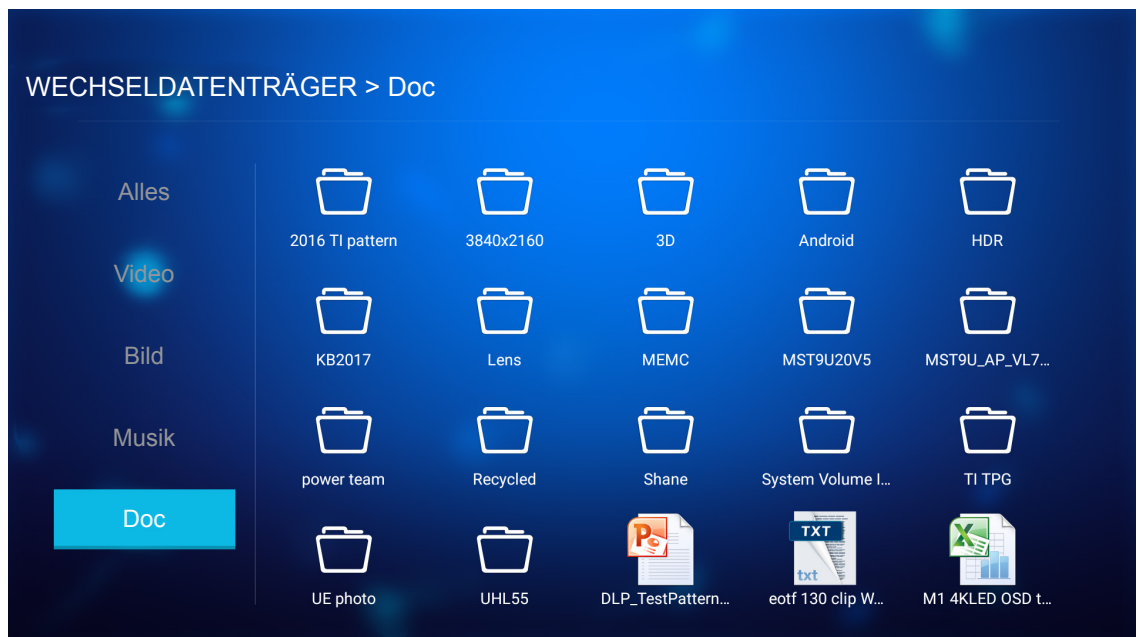 WECHSELDATENTRÄGER > Doc
Alles
Video
Bild
Musik
Doc
2016 TI pattern
3840x2160
3D
Android
HDR
KB2017
Lens
MEMC
MST9U20V5
MST9U_AP_VL7...
power team
Recycled
Shane
System Volume I...
TI TPG
UE photo
UHL55
P
DLP_TestPattern...
TXT
txt
eotf 130 clip W...
X
M1 4KLED OSD t...